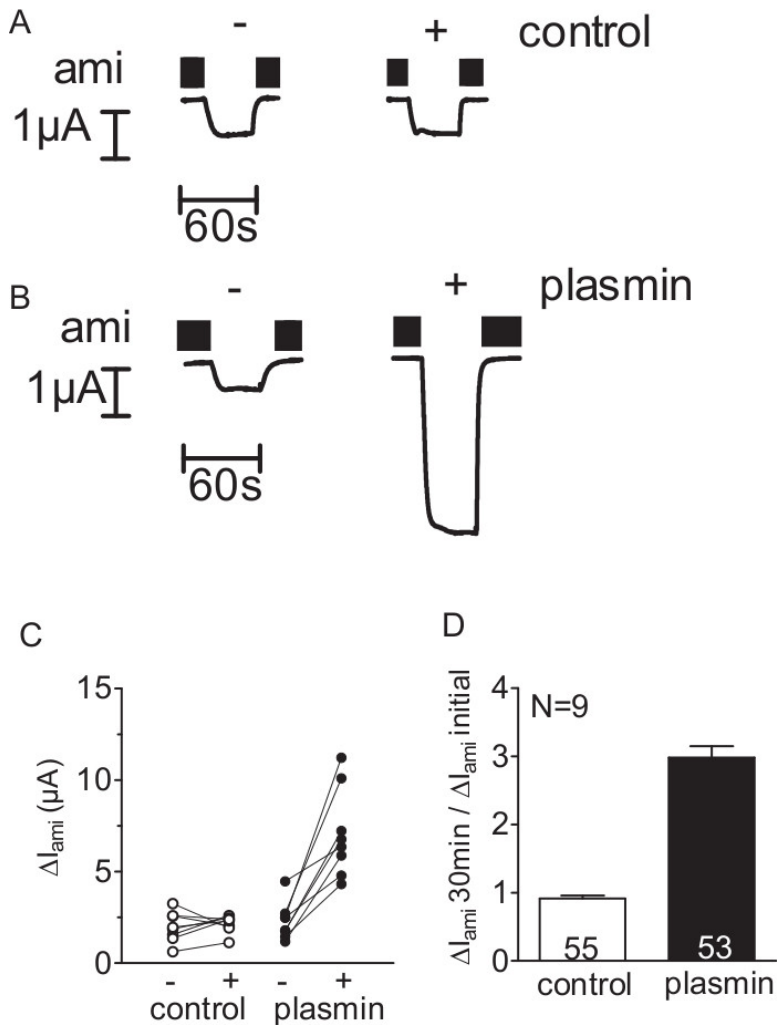 A
- + control
ami
1µA
60s
B
- + plasmin
ami
1µA
60s
C
ΔIami (µA)
15
10
5
0
- + - +
control plasmin
D
ΔIami 30min / ΔIami initial
4
3
2
1
0
N=9
55 53
control plasmin